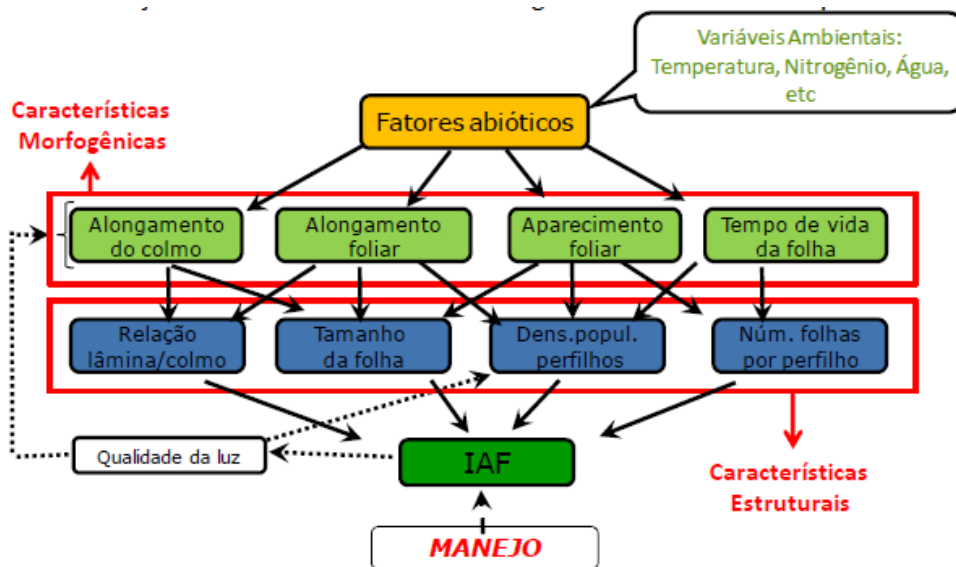 Variáveis Ambientais:
Temperatura, Nitrogênio, Água,
etc
Características
Morfogênicas
Fatores abióticos
Alongamento
do colmo
Alongamento
foliar
Aparecimento
foliar
Tempo de vida
da folha
Relação
lâmina/colmo
Tamanho
da folha
Dens.popul.
perfilhos
Núm. folhas
por perfilho
Qualidade da luz
IAF
Características
Estruturais
MANEJO